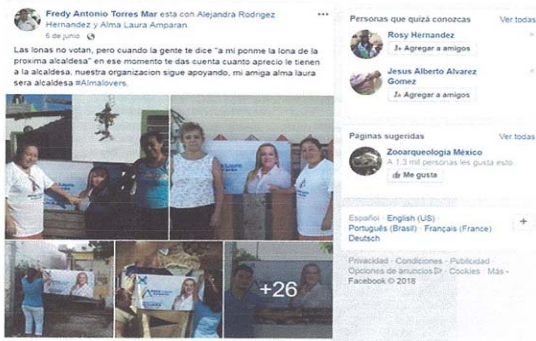 Fredy Antonio Torres Mar está con Alejandra Rodrigez
Hernandez y Alma Laura Amparan.
6 de junio
Las lonas no votan, pero cuando la gente te dice "a mi ponme la lona de la
proxima alcaldesa" en ese momento te das cuenta cuanto aprecio le tienen
a la alcaldesa, nuestra organizacion sigue apoyando, mi amiga alma laura
sera alcaldesa #Almalovers.
+26
Personas que quizá conozcas
Ver todas
Rosy Hernandez
Agregar a amigos
Jesus Alberto Alvarez
Gomez
Agregar a amigos
Páginas sugeridas
Ver todas
Zooarqueología México
A 1,3 mil personas les gusta esto
Me gusta
Español · English (US) ·
Português (Brasil) · Français (France) ·
Deutsch
Privacidad · Condiciones · Publicidad ·
Opciones de anuncios · Cookies · Más
Facebook © 2018